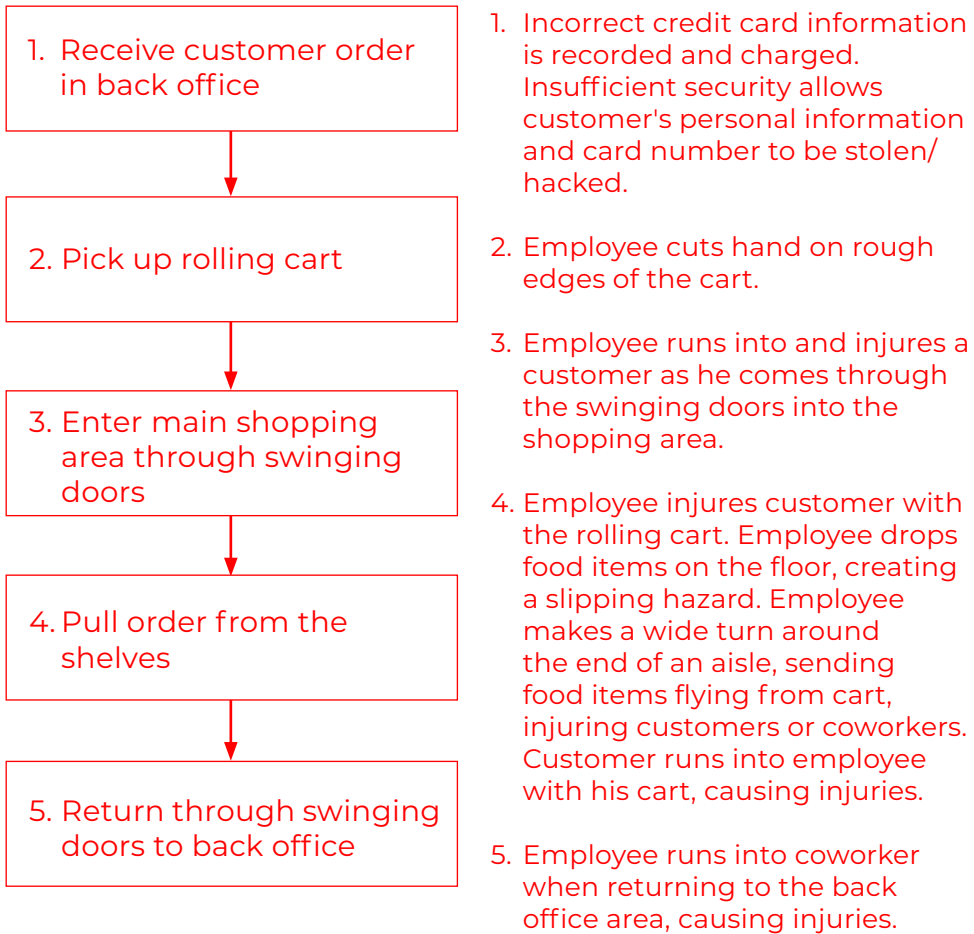 1. Receive customer order
in back office
2. Pick up rolling cart
3. Enter main shopping
area through swinging
doors
4. Pull order from the
shelves
5. Return through swinging
doors to back office
1. Incorrect credit card information
is recorded and charged.
Insufficient security allows
customer's personal information
and card number to be stolen/
hacked.
2. Employee cuts hand on rough
edges of the cart.
3. Employee runs into and injures a
customer as he comes through
the swinging doors into the
shopping area.
4. Employee injures customer with
the rolling cart. Employee drops
food items on the floor, creating
a slipping hazard. Employee
makes a wide turn around
the end of an aisle, sending
food items flying from cart,
injuring customers or coworkers.
Customer runs into employee
with his cart, causing injuries.
5. Employee runs into coworker
when returning to the back
office area, causing injuries.